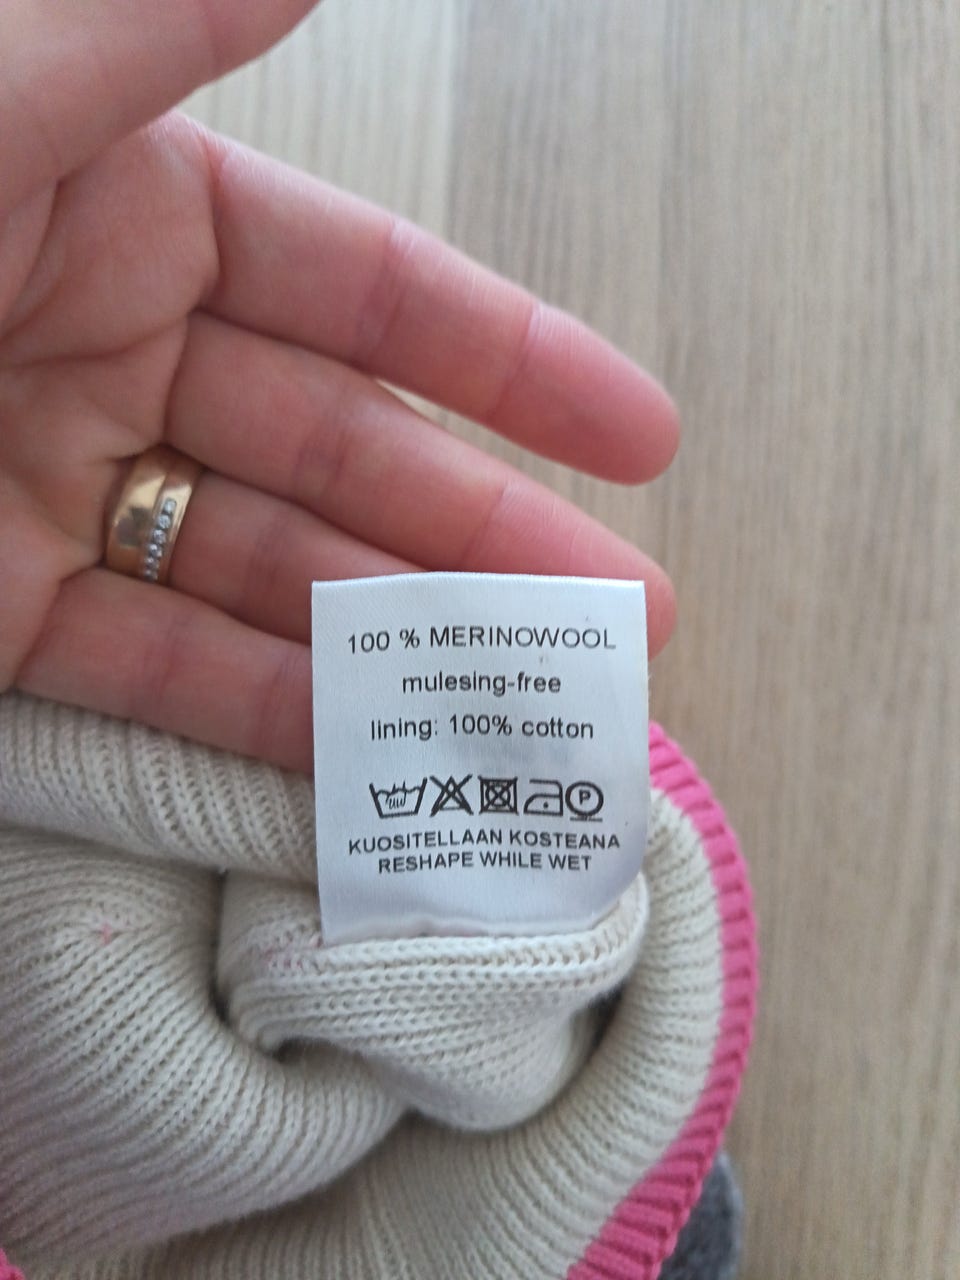 100 % MERINOWOOL
mulesing-free
lining: 100% cotton
P
KUOSITELLAAN KOSTEANA
RESHAPE WHILE WET